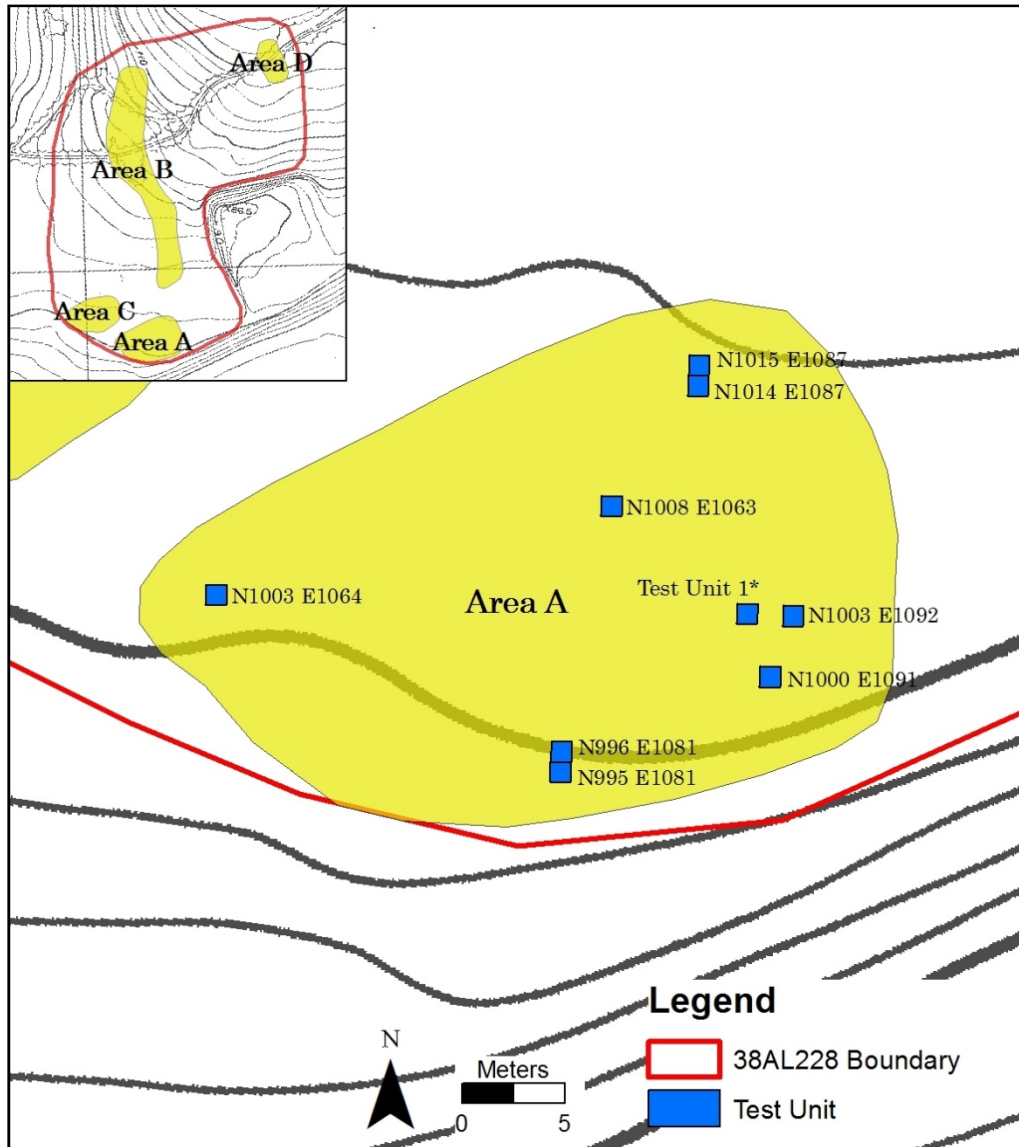 Area D
Area B
Area C
Area A
N1015 E1087
N1014 E1087
N1008 E1063
N1003 E1064
Area A
Test Unit 1*
N1003 E1092
N1000 E1091
N996 E1081
N995 E1081
Legend
38AL228 Boundary
Test Unit
N
Meters
0 5